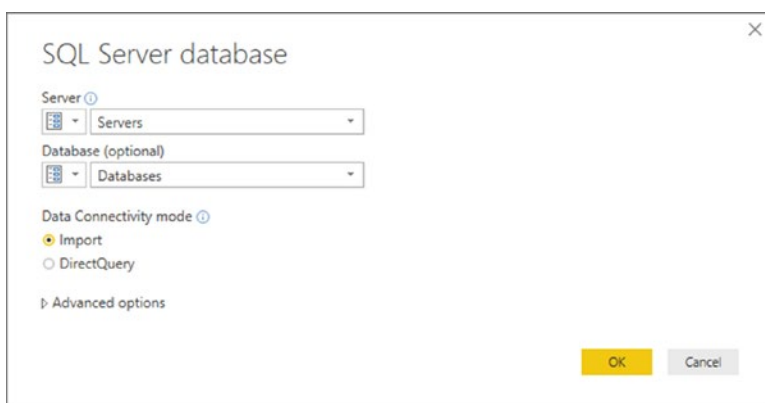 SQL Server database
Server
Servers
Database (optional)
Databases
Data Connectivity mode
Import
DirectQuery
Advanced options
OK Cancel